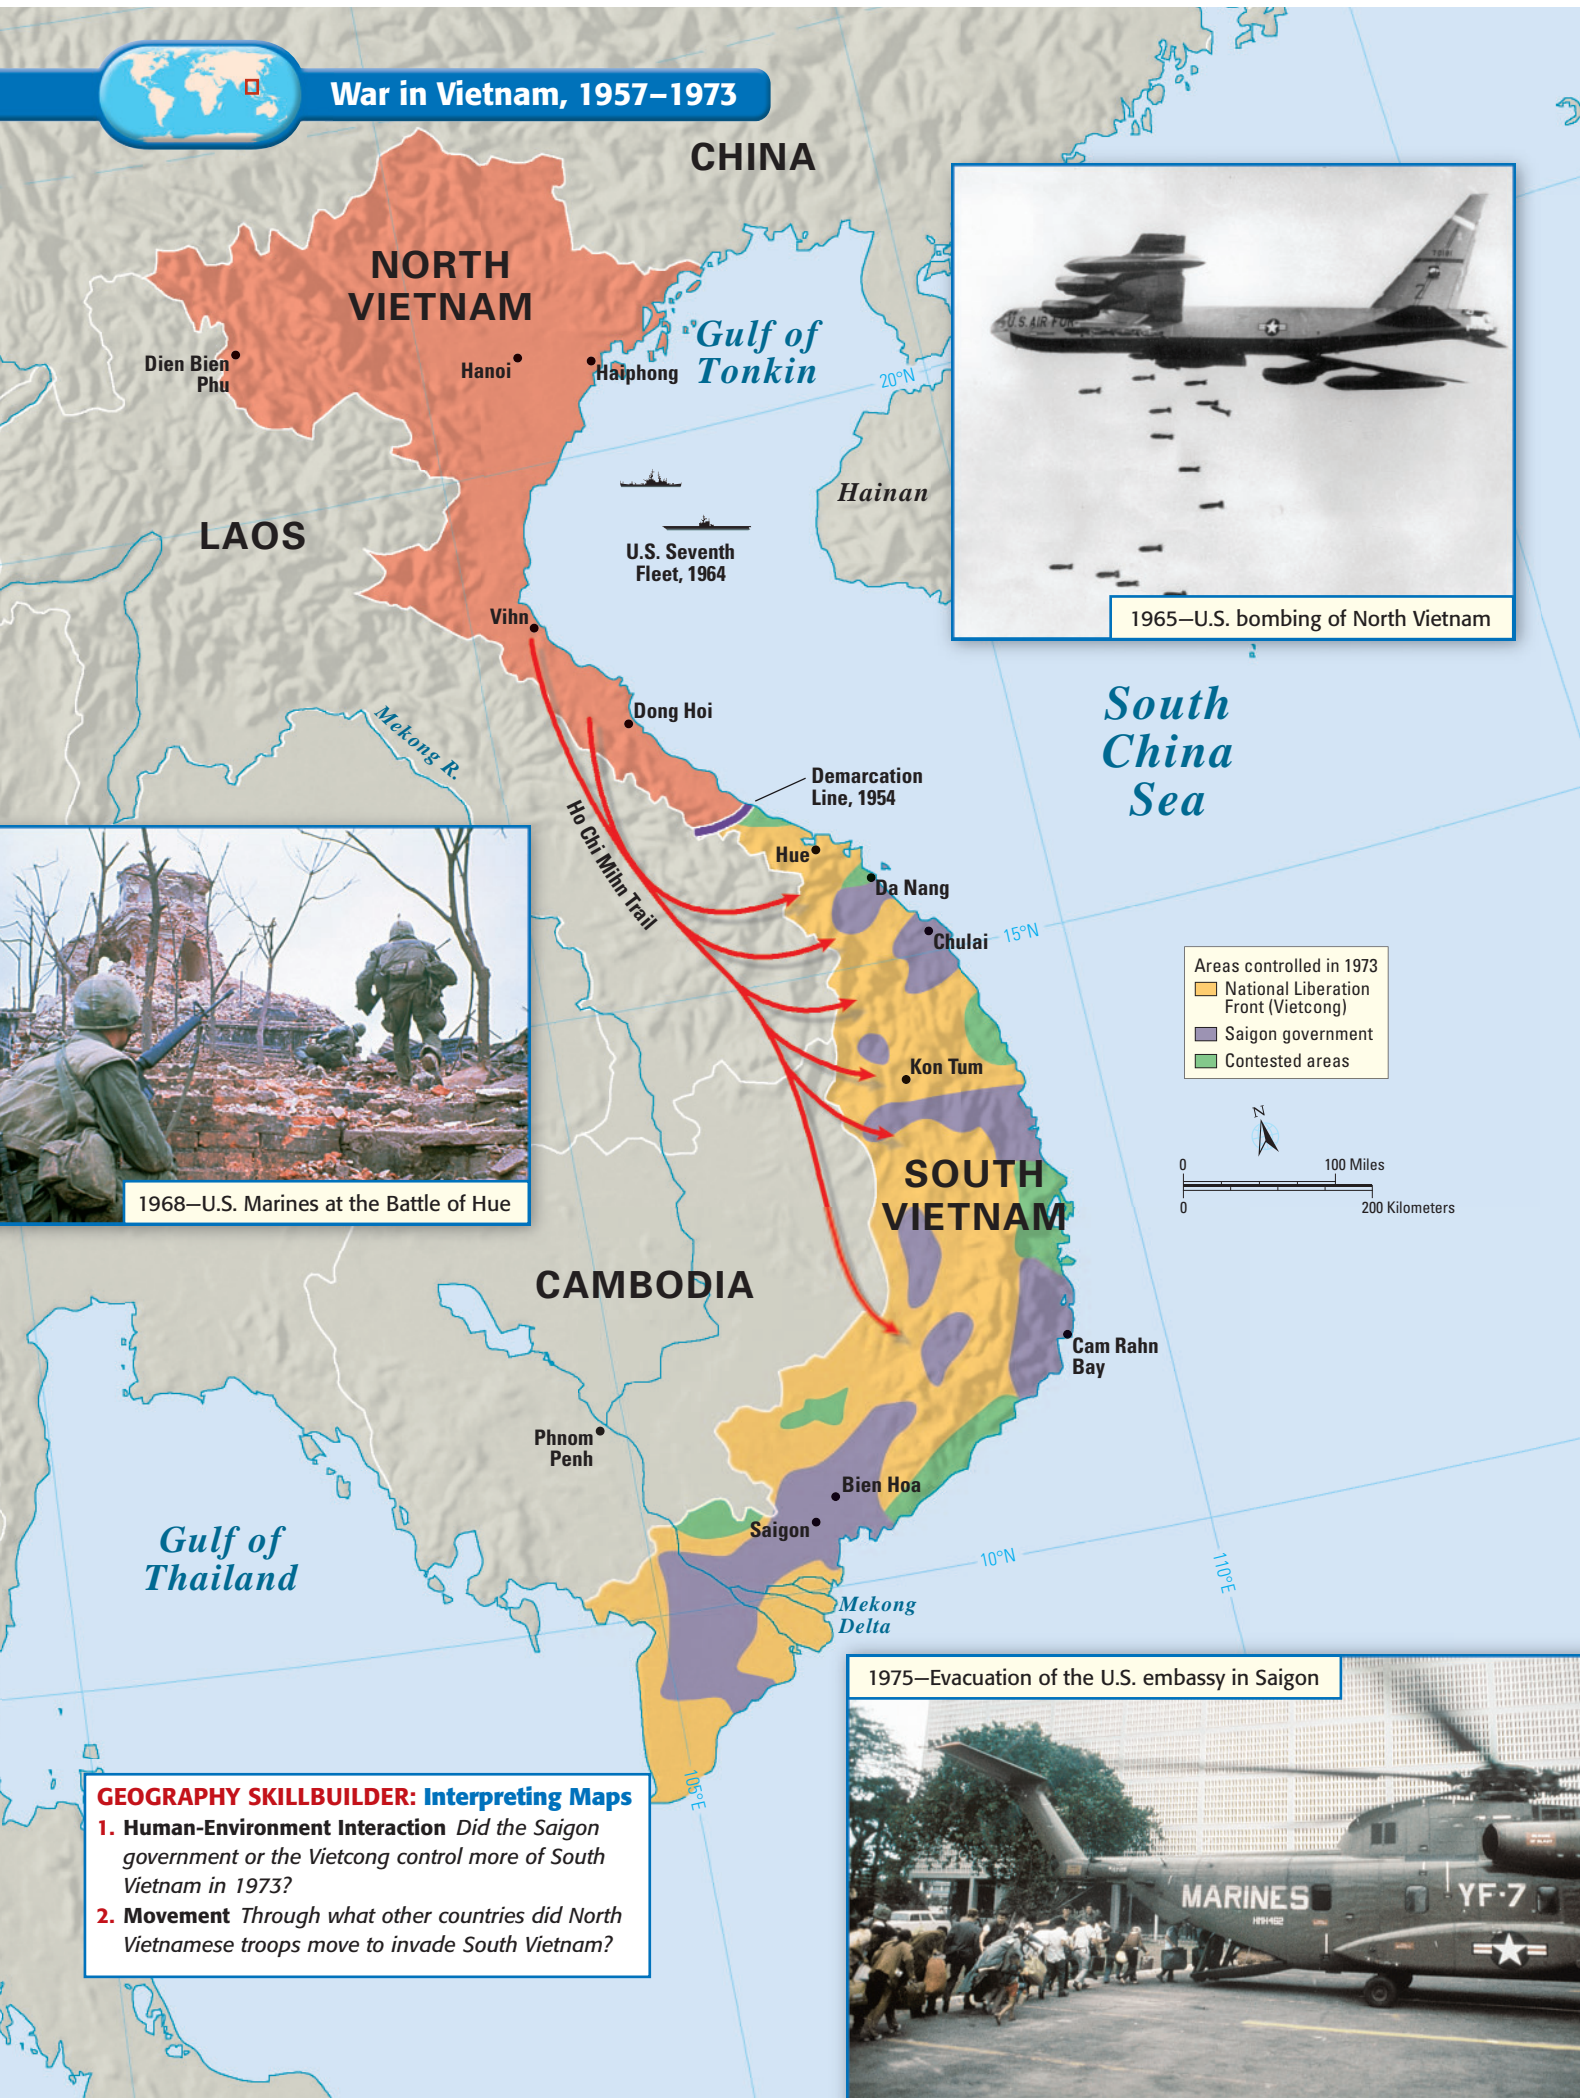 War in Vietnam, 1957–1973
CHINA
NORTH
VIETNAM
Gulf of
Tonkin
Dien Bien
Phu
Hanoi
Haiphong
20°N
Hainan
LAOS
U.S. Seventh
Fleet, 1964
U.S. AIR FOR
1965—U.S. bombing of North Vietnam
Vihn
Dong Hoi
South
China
Sea
Mekong R.
Demarcation
Line, 1954
Ho Chi Mihn Trail
Hue
Da Nang
Chulai
15°N
Areas controlled in 1973
National Liberation
Front (Vietcong)
Saigon government
Contested areas
Kon Tum
N
0 100 Miles
0 200 Kilometers
SOUTH
VIETNAM
1968—U.S. Marines at the Battle of Hue
CAMBODIA
Cam Rahn
Bay
Phnom
Penh
Bien Hoa
Saigon
Gulf of
Thailand
10°N
110°E
Mekong
Delta
105°E
1975—Evacuation of the U.S. embassy in Saigon
MARINES
HMH462
YF-7
GEOGRAPHY SKILLBUILDER: Interpreting Maps
1. Human-Environment Interaction Did the Saigon
government or the Vietcong control more of South
Vietnam in 1973?
2. Movement Through what other countries did North
Vietnamese troops move to invade South Vietnam?